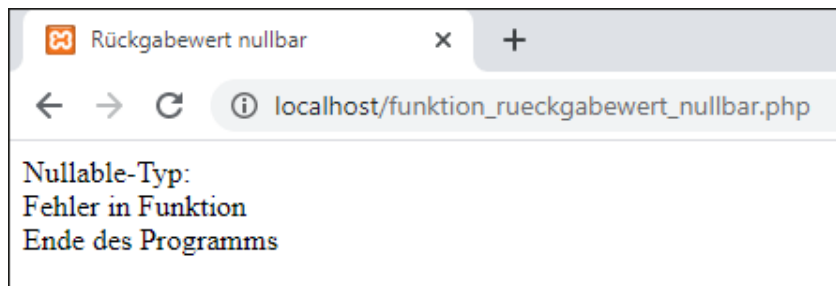 Rückgabewert nullbar
localhost/funktion_rueckgabewert_nullbar.php
Nullable-Typ:
Fehler in Funktion
Ende des Programms